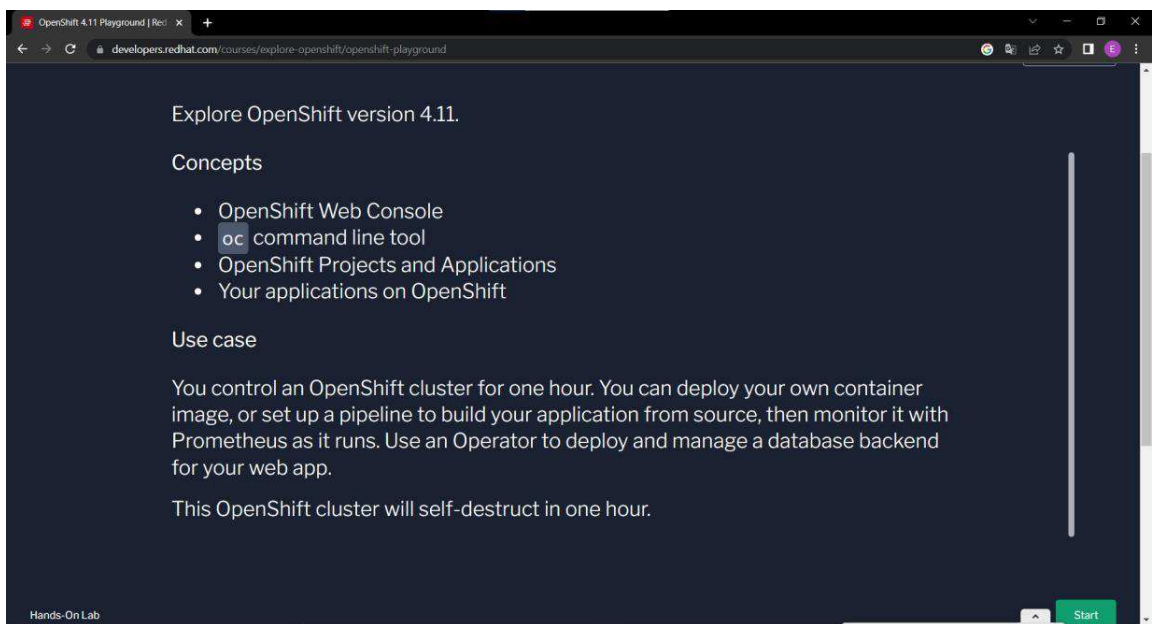 OpenShift 4.11 Playground | Red
developers.redhat.com/courses/explore-openshift/openshift-playground
E
Explore OpenShift version 4.11.
Concepts
• OpenShift Web Console
• oc command line tool
• OpenShift Projects and Applications
• Your applications on OpenShift
Use case
You control an OpenShift cluster for one hour. You can deploy your own container
image, or set up a pipeline to build your application from source, then monitor it with
Prometheus as it runs. Use an Operator to deploy and manage a database backend
for your web app.
This OpenShift cluster will self-destruct in one hour.
Hands-On Lab
Start